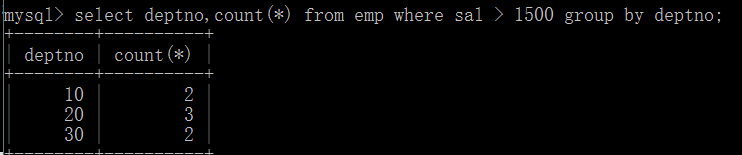 mysql> select deptno,count(*) from emp where sal > 1500 group by deptno;
+--------+----------+
| deptno | count(*) |
+--------+----------+
|     10 |        2 |
|     20 |        3 |
|     30 |        2 |
+--------+----------+